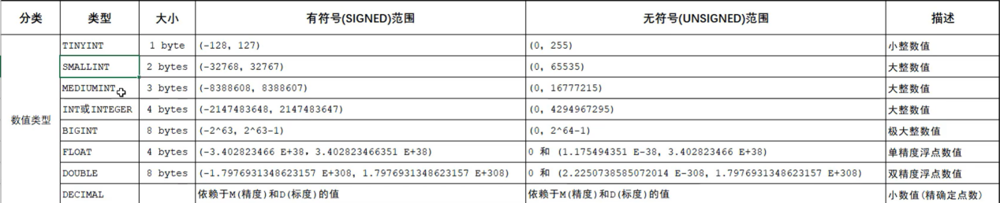 分类 类型 大小 有符号(SIGNED)范围 无符号(UNSIGNED)范围 描述
数值类型
TINYINT 1 byte (-128, 127) (0, 255) 小整数值
SMALLINT 2 bytes (-32768, 32767) (0, 65535) 大整数值
MEDIUMINT 3 bytes (-8388608, 8388607) (0, 16777215) 大整数值
INT或INTEGER 4 bytes (-2147483648, 2147483647) (0, 4294967295) 大整数值
BIGINT 8 bytes (-2^63, 2^63-1) (0, 2^64-1) 极大整数值
FLOAT 4 bytes (-3.402823466 E+38, 3.402823466351 E+38) 0 和 (1.175494351 E-38, 3.402823466 E+38) 单精度浮点数值
DOUBLE 8 bytes (-1.7976931348623157 E+308, 1.7976931348623157 E+308) 0 和 (2.2250738585072014 E-308, 1.7976931348623157 E+308) 双精度浮点数值
DECIMAL 依赖于M(精度)和D(标度)的值 依赖于M(精度)和D(标度)的值 小数值(精确定点数)